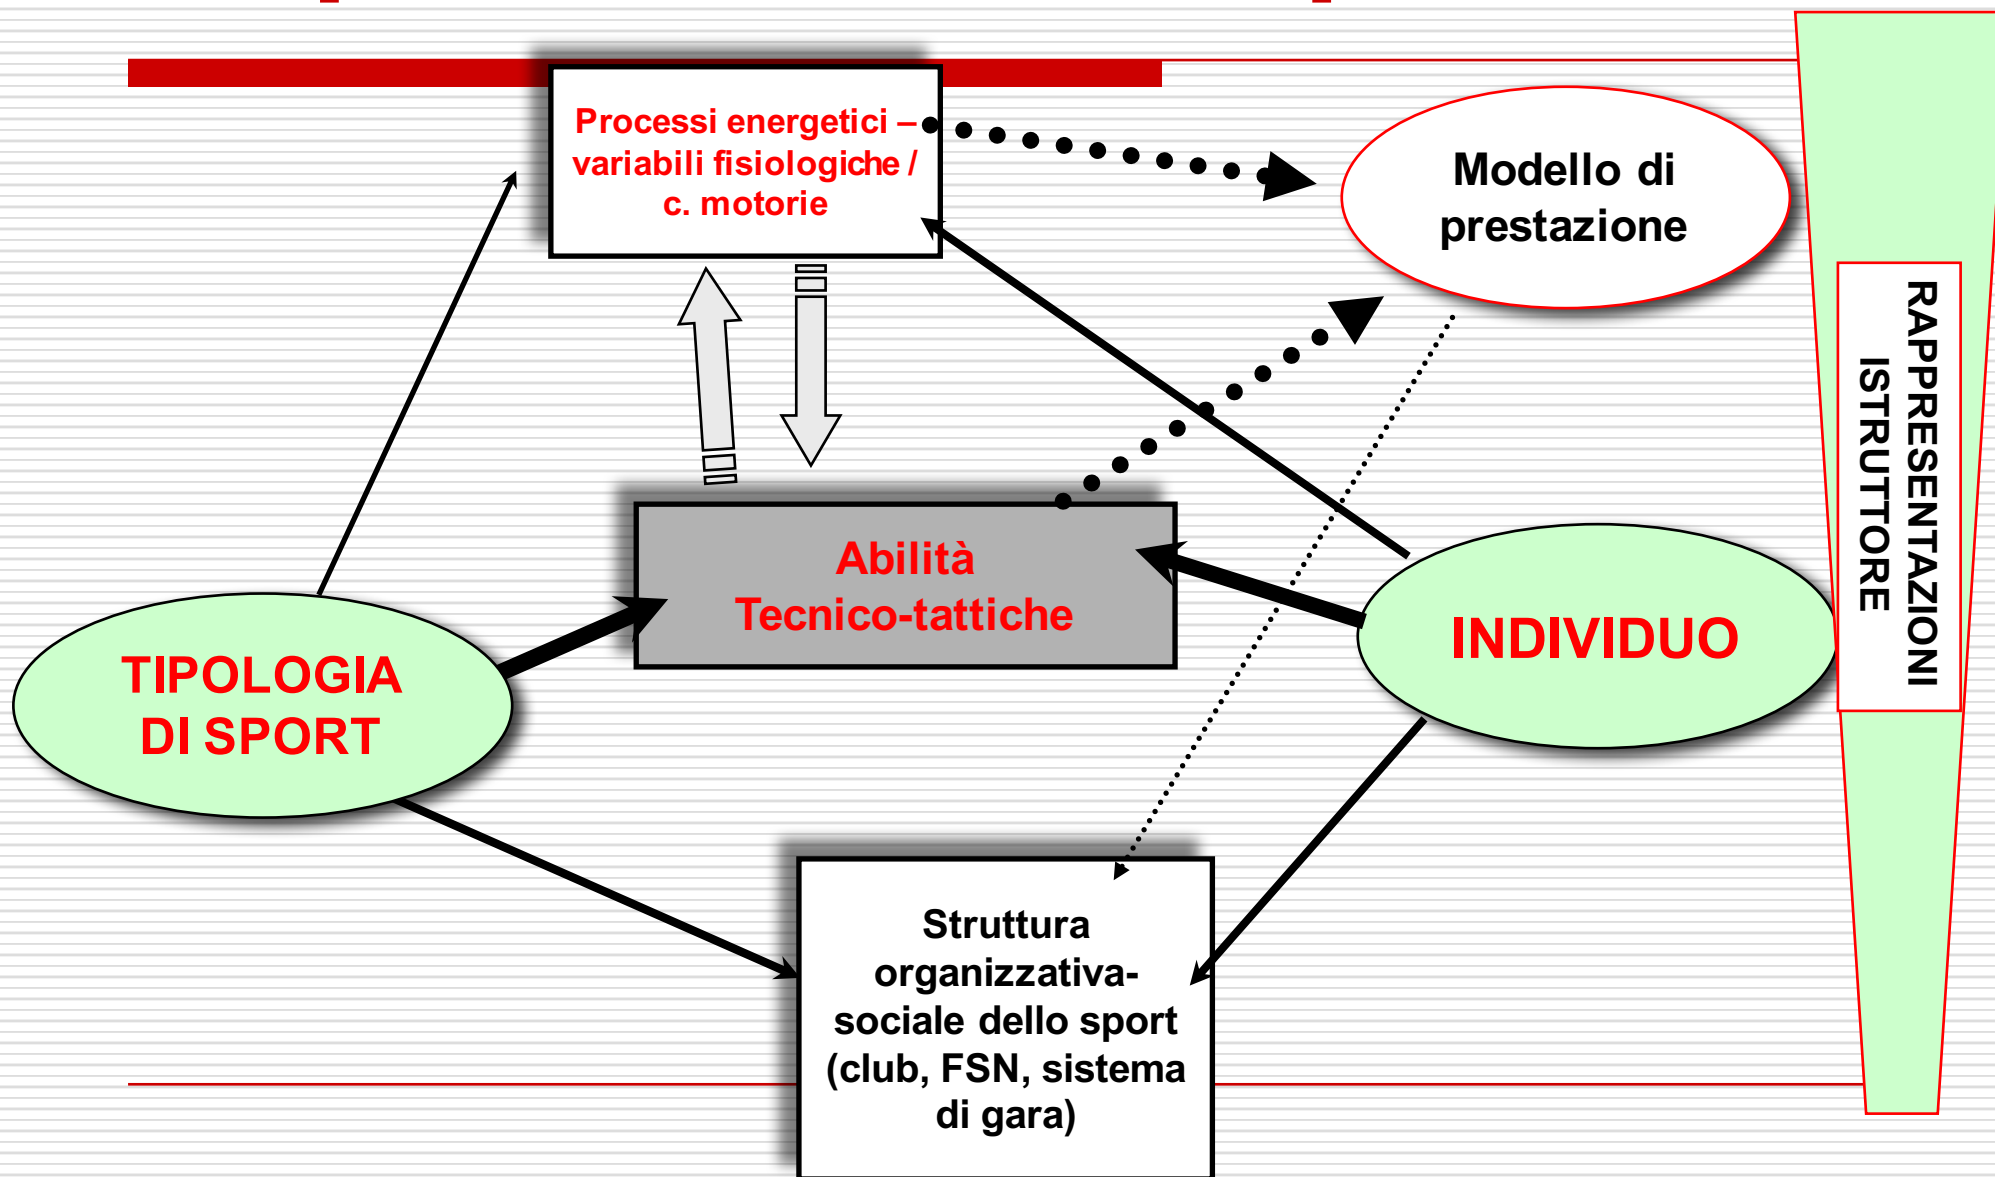 Processi energetici –
variabili fisiologiche /
c. motorie
Modello di
prestazione
RAPPRESENTAZIONI
ISTRUTTORE
Abilità
Tecnico-tattiche
TIPOLOGIA
DI SPORT
INDIVIDUO
Struttura
organizzativa-
sociale dello sport
(club, FSN, sistema
di gara)